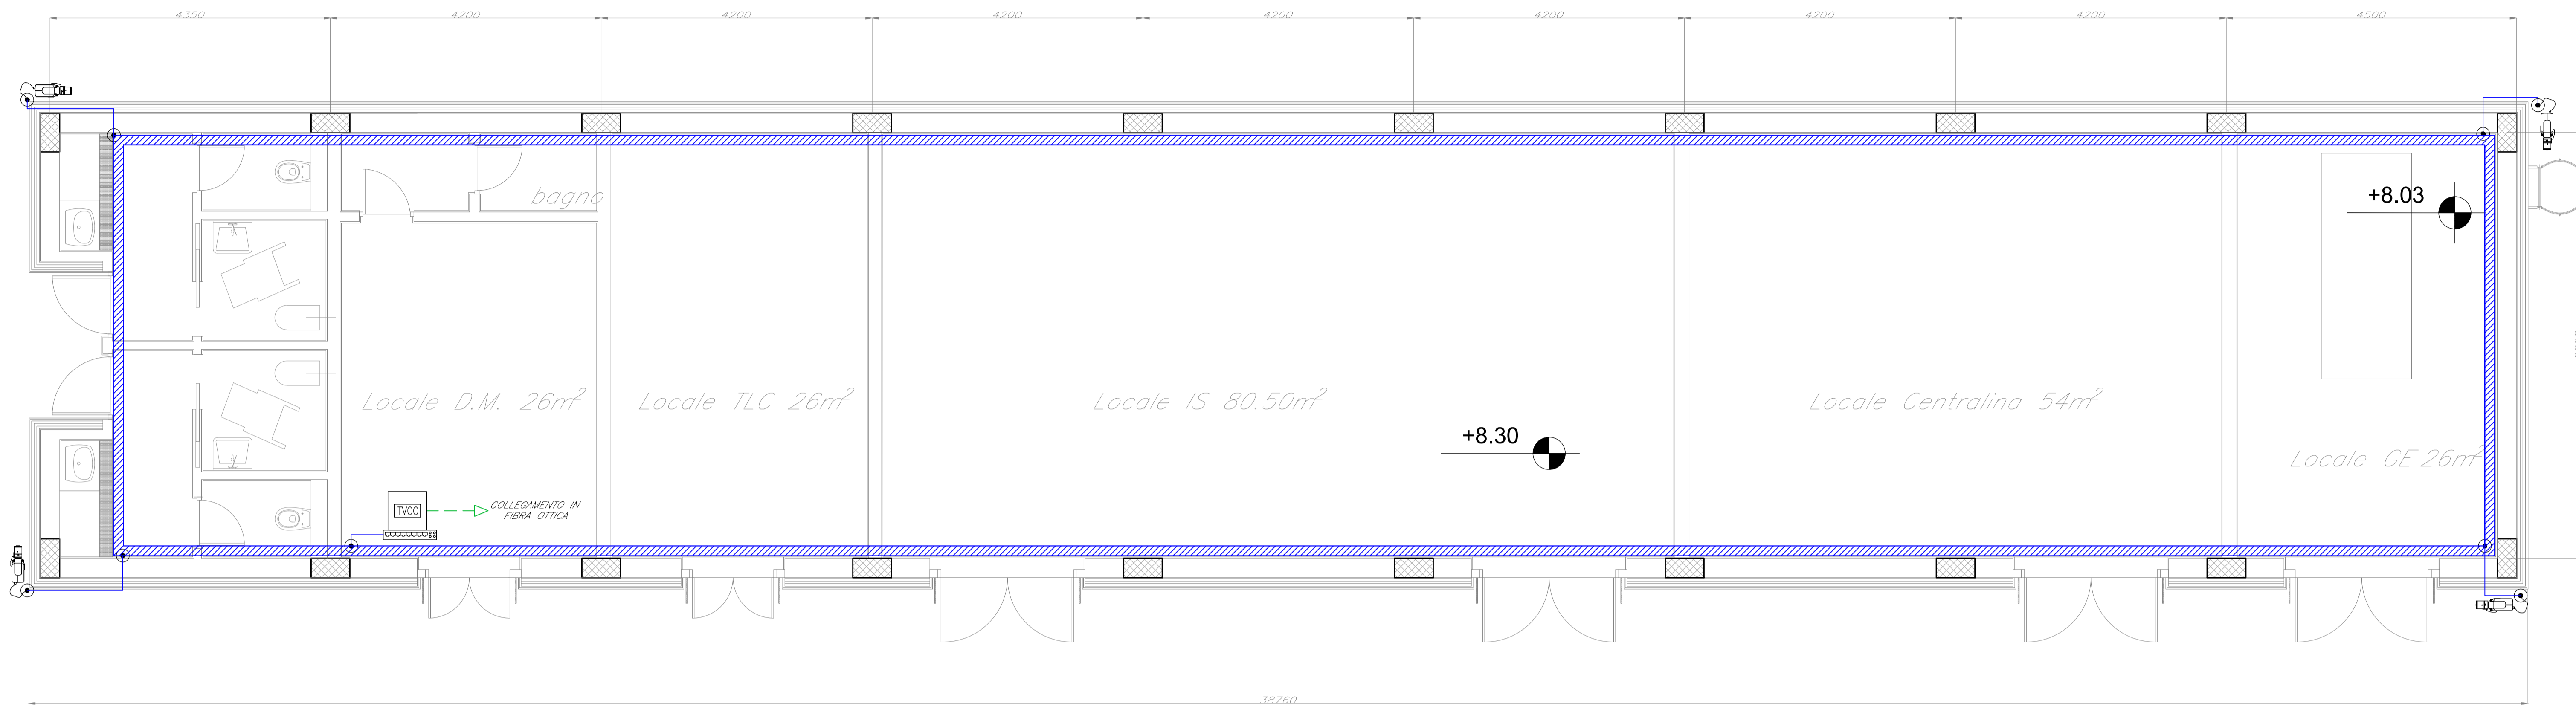 4350 4200 4200 4200 4200 4200 4200 4200 4500
+8.03
bagno
Locale D.M. 26m²
Locale TLC 26m²
Locale IS 80.50m²
Locale Centralina 54m²
+8.30
Locale GE 26m²
TVCC
COLLEGAMENTO IN
FIBRA OTTICA
38760